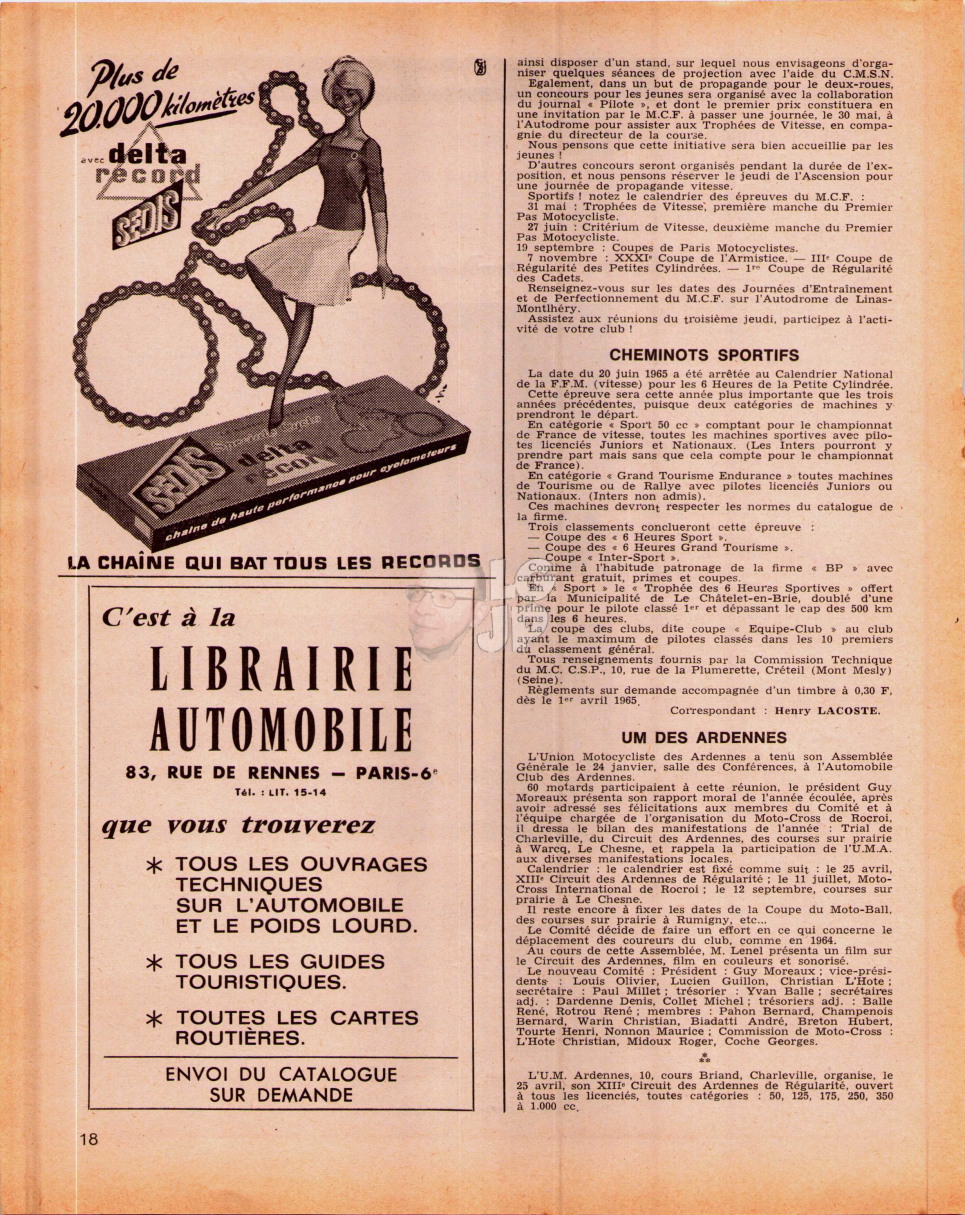 Plus de
20.000 kilomètres
avec delta
record
SEDIS
SEDIS
delta
record
chaîne de haute performance pour cyclomoteurs
LA CHAÎNE QUI BAT TOUS LES RECORDS
C'est à la
LIBRAIRIE
AUTOMOBILE
83, RUE DE RENNES — PARIS-6e
Tél. : LIT. 15-14
que vous trouverez
* TOUS LES OUVRAGES
TECHNIQUES
SUR L'AUTOMOBILE
ET LE POIDS LOURD.
* TOUS LES GUIDES
TOURISTIQUES.
* TOUTES LES CARTES
ROUTIÈRES.
ENVOI DU CATALOGUE
SUR DEMANDE
18
ainsi disposer d'un stand, sur lequel nous envisageons d'orga-
niser quelques séances de projection avec l'aide du C.M.S.N.
Egalement, dans un but de propagande pour le deux-roues,
un concours pour les jeunes sera organisé avec la collaboration
du journal « Pilote », et dont le premier prix constituera en
une invitation par le M.C.F. à passer une journée, le 30 mai, à
l'Autodrome pour assister aux Trophées de Vitesse, en compa-
gnie du directeur de la course.
Nous pensons que cette initiative sera bien accueillie par les
jeunes !
D'autres concours seront organisés pendant la durée de l'ex-
position, et nous pensons réserver le jeudi de l'Ascension pour
une journée de propagande vitesse.
Sportifs ! notez le calendrier des épreuves du M.C.F. :
31 mai : Trophées de Vitesse, première manche du Premier
Pas Motocycliste.
27 juin : Critérium de Vitesse, deuxième manche du Premier
Pas Motocycliste.
19 septembre : Coupes de Paris Motocyclistes.
7 novembre : XXXIe Coupe de l'Armistice. — IIIe Coupe de
Régularité des Petites Cylindrées. — 1re Coupe de Régularité
des Cadets.
Renseignez-vous sur les dates des Journées d'Entraînement
et de Perfectionnement du M.C.F. sur l'Autodrome de Linas-
Montlhéry.
Assistez aux réunions du troisième jeudi, participez à l'acti-
vité de votre club !
CHEMINOTS SPORTIFS
La date du 20 juin 1965 a été arrêtée au Calendrier National
de la F.F.M. (vitesse) pour les 6 Heures de la Petite Cylindrée.
Cette épreuve sera cette année plus importante que les trois
années précédentes, puisque deux catégories de machines y
prendront le départ.
En catégorie « Sport 50 cc » comptant pour le championnat
de France de vitesse, toutes les machines sportives avec pilo-
tes licenciés Juniors et Nationaux. (Les Inters pourront y
prendre part mais sans que cela compte pour le championnat
de France).
En catégorie « Grand Tourisme Endurance » toutes machines
de Tourisme ou de Rallye avec pilotes licenciés Juniors ou
Nationaux. (Inters non admis).
Ces machines devront respecter les normes du catalogue de
la firme.
Trois classements conclueront cette épreuve :
— Coupe des « 6 Heures Sport ».
— Coupe des « 6 Heures Grand Tourisme ».
— Coupe « Inter-Sport ».
Comme à l'habitude patronage de la firme « BP » avec
carburant gratuit, primes et coupes.
En « Sport » le « Trophée des 6 Heures Sportives » offert
par la Municipalité de Le Châtelet-en-Brie, doublé d'une
prime pour le pilote classé 1er et dépassant le cap des 500 km
dans les 6 heures.
La coupe des clubs, dite coupe « Equipe-Club » au club
ayant le maximum de pilotes classés dans les 10 premiers
du classement général.
Tous renseignements fournis par la Commission Technique
du M.C. C.S.P., 10, rue de la Plumerette, Créteil (Mont Mesly)
(Seine).
Règlements sur demande accompagnée d'un timbre à 0,30 F,
dès le 1er avril 1965.
Correspondant : Henry LACOSTE.
UM DES ARDENNES
L'Union Motocycliste des Ardennes a tenu son Assemblée
Générale le 24 janvier, salle des Conférences, à l'Automobile
Club des Ardennes.
60 motards participaient à cette réunion, le président Guy
Moreaux présenta son rapport moral de l'année écoulée, après
avoir adressé ses félicitations aux membres du Comité et à
l'équipe chargée de l'organisation du Moto-Cross de Rocroi,
il dressa le bilan des manifestations de l'année : Trial de
Charleville, du Circuit des Ardennes, des courses sur prairie
à Warcq, Le Chesne, et rappela la participation de l'U.M.A.
aux diverses manifestations locales.
Calendrier : le calendrier est fixé comme suit : le 25 avril,
XIIIe Circuit des Ardennes de Régularité ; le 11 juillet, Moto-
Cross International de Rocroi ; le 12 septembre, courses sur
prairie à Le Chesne.
Il reste encore à fixer les dates de la Coupe du Moto-Ball,
des courses sur prairie à Rumigny, etc...
Le Comité décide de faire un effort en ce qui concerne le
déplacement des coureurs du club, comme en 1964.
Au cours de cette Assemblée, M. Lenel présenta un film sur
le Circuit des Ardennes, film en couleurs et sonorisé.
Le nouveau Comité : Président : Guy Moreaux ; vice-prési-
dents : Louis Olivier, Lucien Guillon, Christian L'Hote ;
secrétaire : Paul Millet ; trésorier : Yvan Balle ; secrétaires
adj. : Dardenne Denis, Collet Michel ; trésoriers adj. : Balle
René, Rotrou René ; membres : Pahon Bernard, Champenois
Bernard, Warin Christian, Biadatti André, Breton Hubert,
Tourte Henri, Nonnon Maurice ; Commission de Moto-Cross :
L'Hote Christian, Midoux Roger, Coche Georges.
***
L'U.M. Ardennes, 10, cours Briand, Charleville, organise, le
25 avril, son XIIIe Circuit des Ardennes de Régularité, ouvert
à tous les licenciés, toutes catégories : 50, 125, 175, 250, 350
à 1.000 cc.